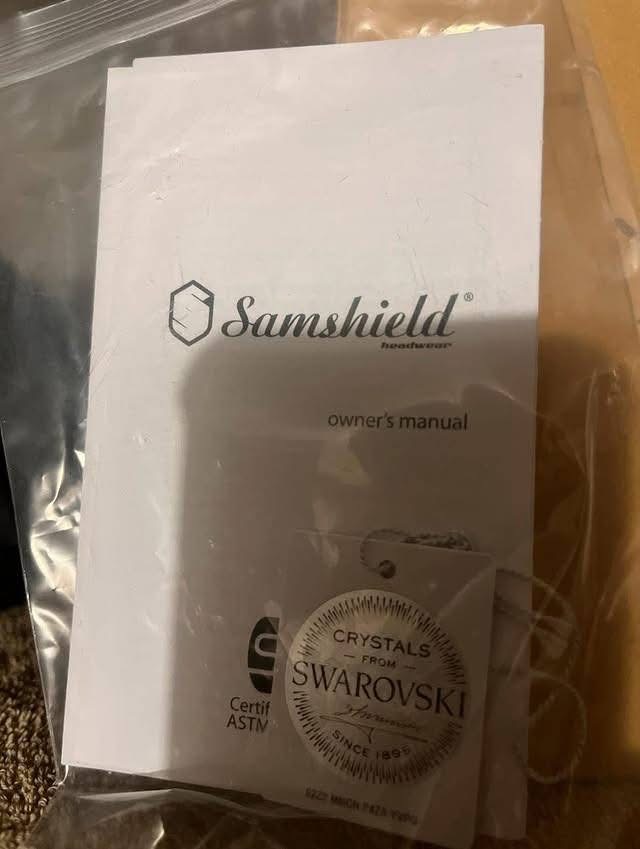 Samshield®
headwear
owner's manual
Certif
ASTM
CRYSTALS
FROM
SWAROVSKI
SINCE 1895